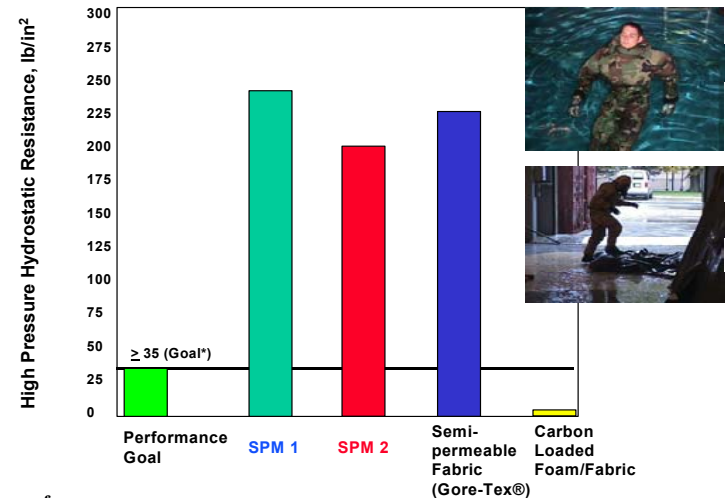 High Pressure Hydrostatic Resistance, lb/in²
300
250
225
200
175
150
125
100
75
50
25
0
≥ 35 (Goal*)
Performance
Goal
SPM 1
SPM 2
Semi-
permeable
Fabric
(Gore-Tex®)
Carbon
Loaded
Foam/Fabric